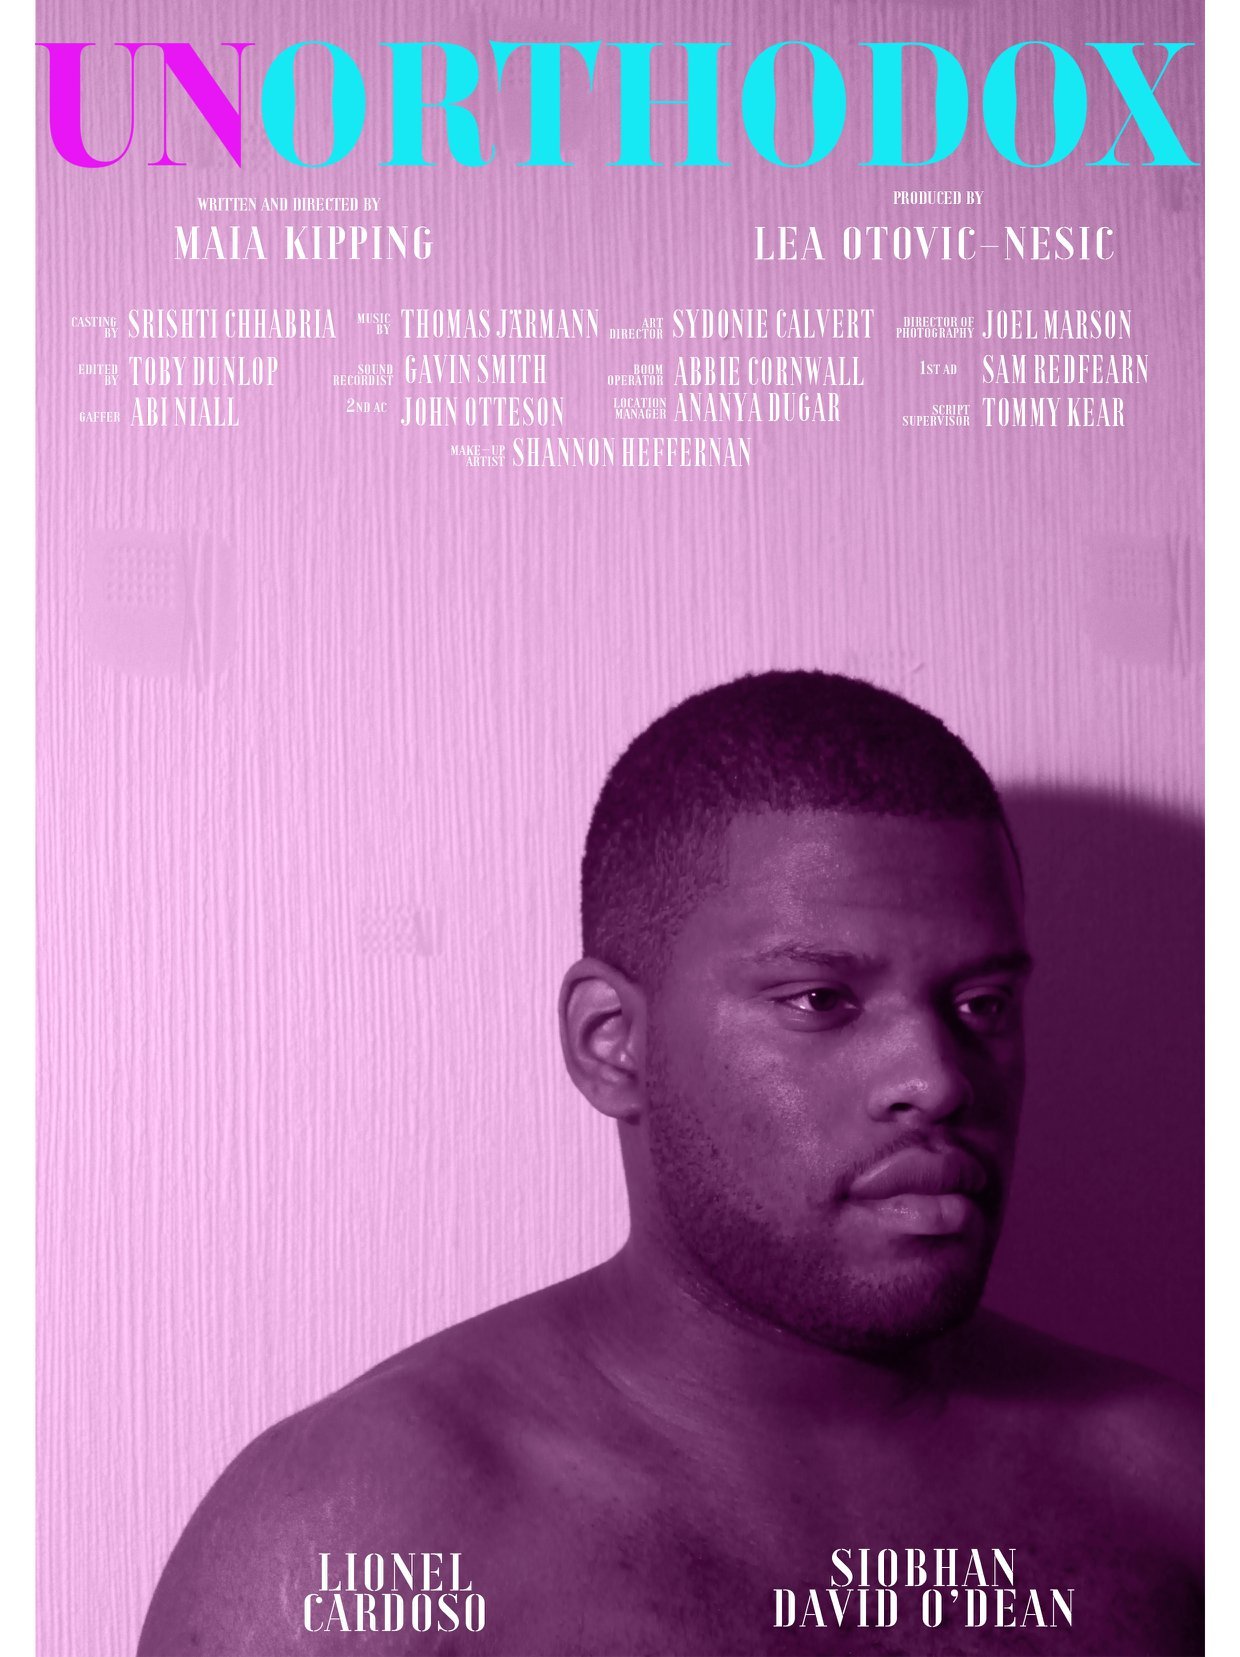 UNORTHODOX
WRITTEN AND DIRECTED BY
MAIA KIPPING
PRODUCED BY
LEA OTOVIC-NESIC
CASTING BY SRISHTI CHHABRIA
MUSIC BY THOMAS JÄRMANN
ART DIRECTOR SYDONIE CALVERT
DIRECTOR OF PHOTOGRAPHY JOEL MARSON
EDITED BY TOBY DUNLOP
SOUND RECORDIST GAVIN SMITH
BOOM OPERATOR ABBIE CORNWALL
1ST AD SAM REDFEARN
GAFFER ABI NIALL
2ND AC JOHN OTTESON
LOCATION MANAGER ANANYA DUGAR
SCRIPT SUPERVISOR TOMMY KEAR
MAKE-UP ARTIST SHANNON HEFFERNAN
LIONEL
CARDOSO
SIOBHAN
DAVID O'DEAN